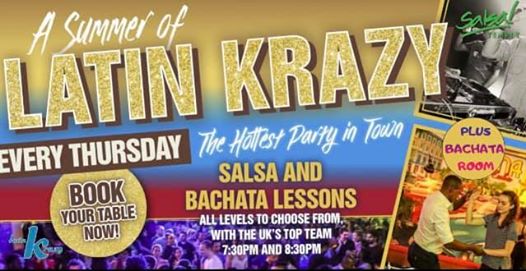 A Summer of
LATIN KRAZY
EVERY THURSDAY
The Hottest Party in Town
SALSA AND
BACHATA LESSONS
ALL LEVELS TO CHOOSE FROM,
WITH THE UK'S TOP TEAM
7:30PM AND 8:30PM
BOOK
YOUR TABLE
NOW!
Salsa!
TEMPLE
PLUS
BACHATA
ROOM